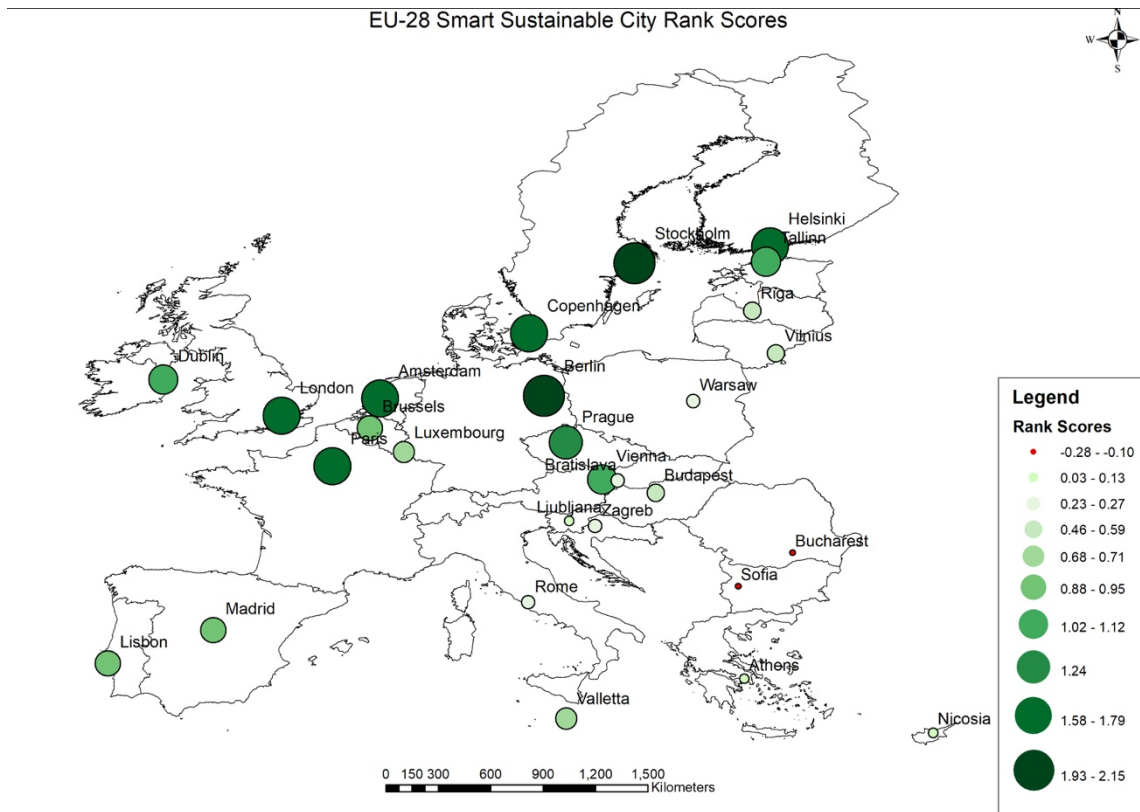 EU-28 Smart Sustainable City Rank Scores
N
W
S
Helsinki
Tallinn
Stockholm
Riga
Copenhagen
Vilnius
Dublin
Berlin
Amsterdam
Warsaw
London
Brussels
Prague
Luxembourg
Paris
Vienna
Bratislava
Budapest
Ljubljana
Zagreb
Bucharest
Sofia
Rome
Madrid
Lisbon
Athens
Valletta
Nicosia
Legend
Rank Scores
-0.28 - -0.10
0.03 - 0.13
0.23 - 0.27
0.46 - 0.59
0.68 - 0.71
0.88 - 0.95
1.02 - 1.12
1.24
1.58 - 1.79
1.93 - 2.15
0 150 300 600 900 1,200 1,500
Kilometers